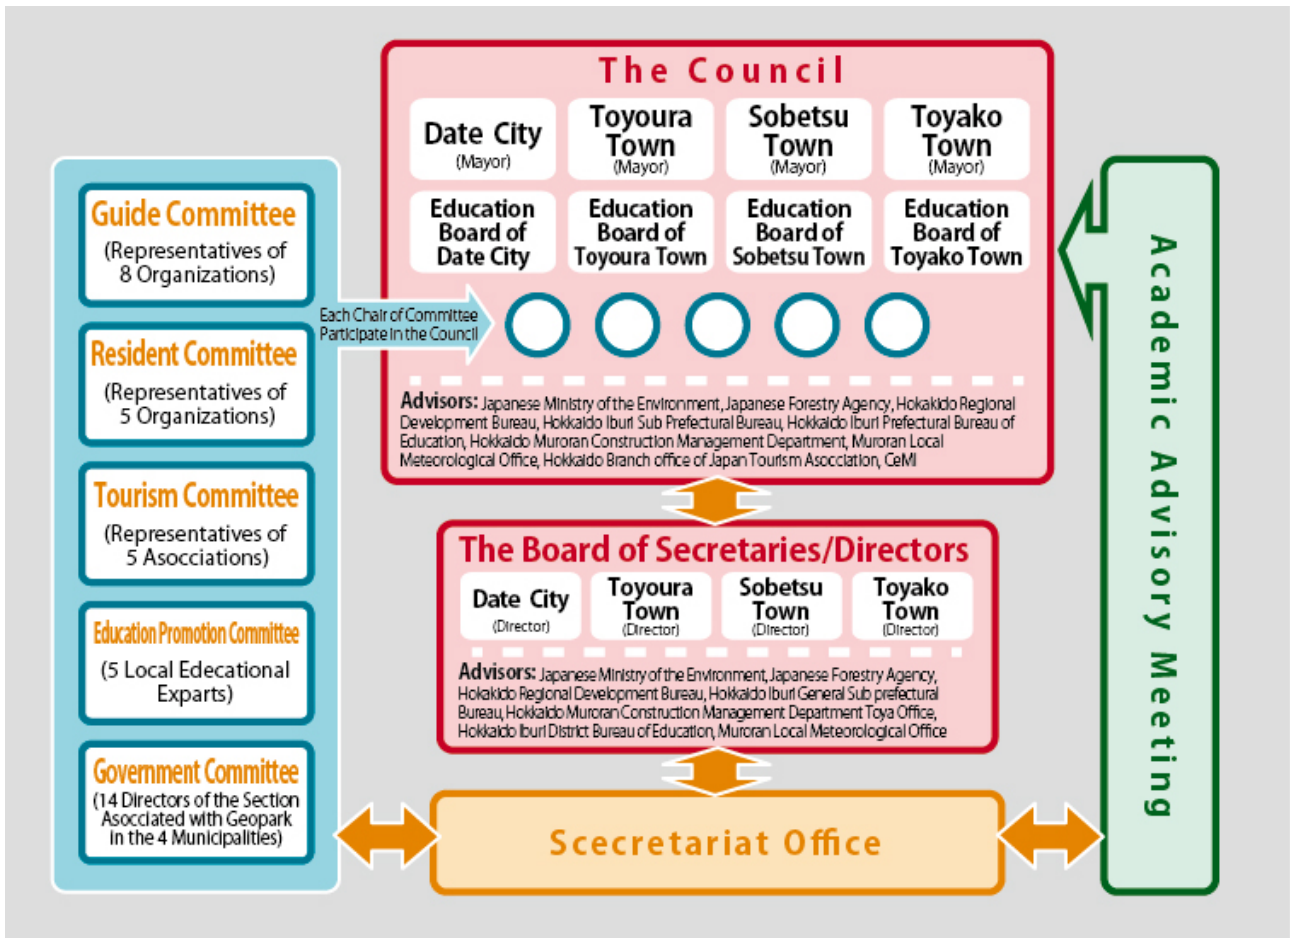 The Council
Date City
(Mayor)
Toyoura
Town
(Mayor)
Sobetsu
Town
(Mayor)
Toyako
Town
(Mayor)
Education
Board of
Date City
Education
Board of
Toyoura Town
Education
Board of
Sobetsu Town
Education
Board of
Toyako Town
Each Chair of Committee
Participate in the Council
Advisors: Japanese Ministry of the Environment, Japanese Forestry Agency, Hokakido Regional
Development Bureau, Hokkaido Iburi Sub Prefectural Bureau, Hokkaido Iburi Prefectural Bureau of
Education, Hokkaido Muroran Construction Management Department, Muroran Local
Meteorological Office, Hokkaido Branch office of Japan Tourism Asocciation, CeMI
Guide Committee
(Representatives of
8 Organizations)
Resident Committee
(Representatives of
5 Organizations)
Tourism Committee
(Representatives of
5 Asocciations)
Education Promotion Committee
(5 Local Edecational
Exparts)
Government Committee
(14 Directors of the Section
Asocciated with Geopark
in the 4 Municipalities)
The Board of Secretaries/Directors
Date City
(Director)
Toyoura
Town
(Director)
Sobetsu
Town
(Director)
Toyako
Town
(Director)
Advisors: Japanese Ministry of the Environment, Japanese Forestry Agency,
Hokakido Regional Development Bureau, Hokkaido Iburi General Sub prefectural
Bureau, Hokkaido Muroran Construction Management Department Toya Office,
Hokkaido Iburi District Bureau of Education, Muroran Local Meteorological Office
Scecretariat Office
Academic Advisory Meeting